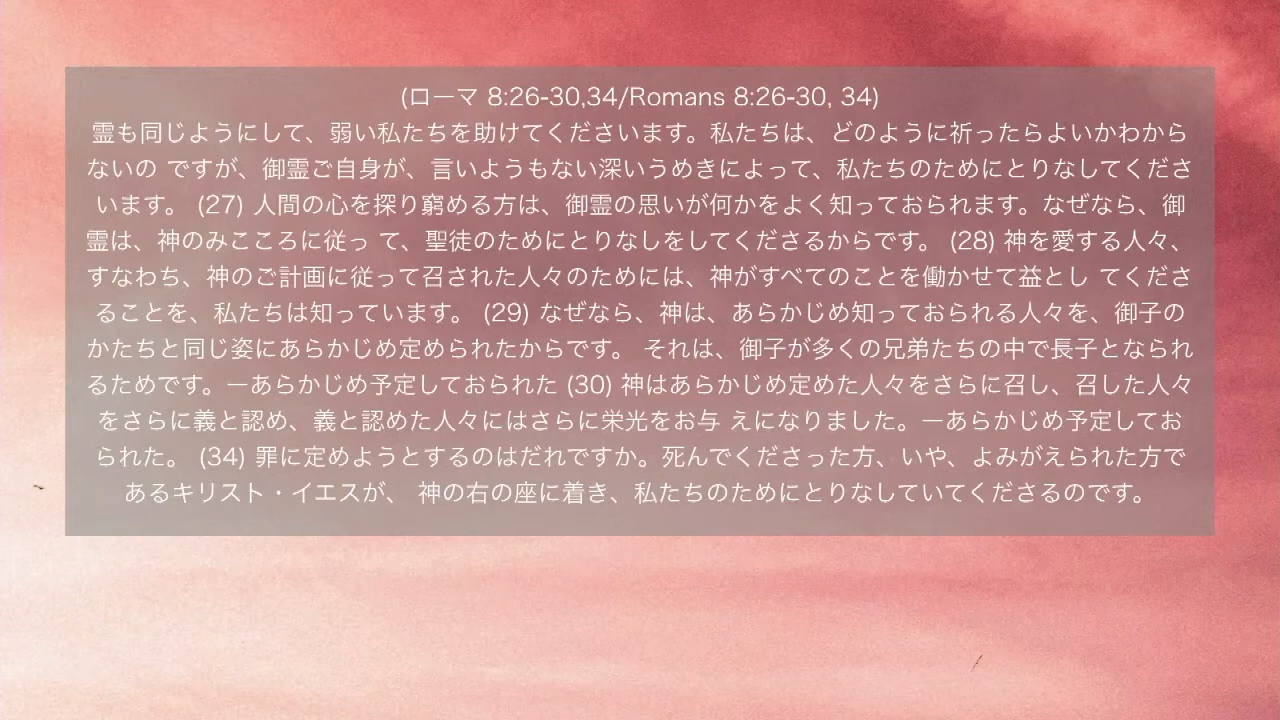 (ローマ 8:26-30,34/Romans 8:26-30, 34)
霊も同じようにして、弱い私たちを助けてくださいます。私たちは、どのように祈ったらよいかわから
ないの ですが、御霊ご自身が、言いようもない深いうめきによって、私たちのためにとりなしてくださ
います。 (27) 人間の心を探り窮める方は、御霊の思いが何かをよく知っておられます。なぜなら、御
霊は、神のみこころに従っ て、聖徒のためにとりなしをしてくださるからです。 (28) 神を愛する人々、
すなわち、神のご計画に従って召された人々のためには、神がすべてのことを働かせて益とし てくださ
ることを、私たちは知っています。 (29) なぜなら、神は、あらかじめ知っておられる人々を、御子の
かたちと同じ姿にあらかじめ定められたからです。 それは、御子が多くの兄弟たちの中で長子となられ
るためです。—あらかじめ予定しておられた (30) 神はあらかじめ定めた人々をさらに召し、召した人々
をさらに義と認め、義と認めた人々にはさらに栄光をお与 えになりました。—あらかじめ予定してお
られた。 (34) 罪に定めようとするのはだれですか。死んでくださった方、いや、よみがえられた方で
あるキリスト・イエスが、 神の右の座に着き、私たちのためにとりなしていてくださるのです。